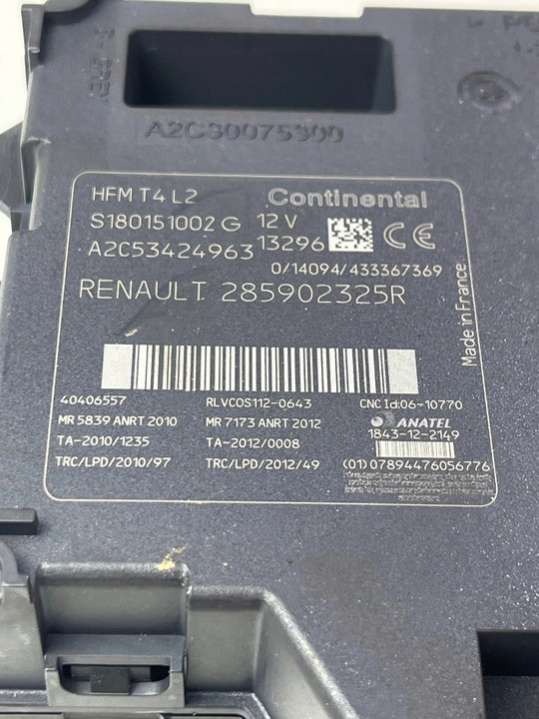 A2C30075300
HFM T4 L2 Continental
S180151002 G 12 V
A2C53424963 13296 CE
0/14094/433367369
RENAULT 285902325R
Made in France
40406557 RLVCOS112-0643 CNC Id:06-10770
MR 5839 ANRT 2010 MR 7173 ANRT 2012 ANATEL
TA-2010/1235 TA-2012/0008 1843-12-2149
TRC/LPD/2010/97 TRC/LPD/2012/49 (01) 07894476056776